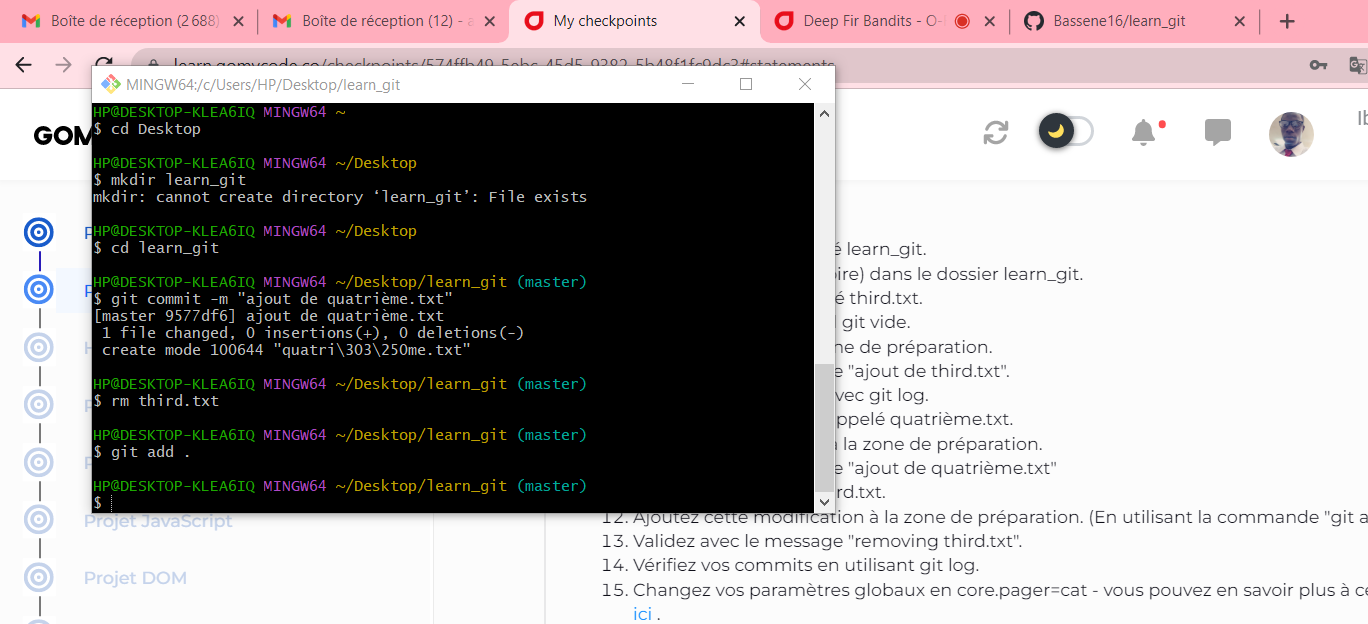 Boîte de réception (2 688)
Boîte de réception (12) - a
My checkpoints
Deep Fir Bandits - O-
Bassene16/learn_git
learn.gomycode.co/checkpoints/574ffb49-5ebc-45d5-9382-5b48f1fc9dc3#statements
MINGW64:/c/Users/HP/Desktop/learn_git
GOM
HP@DESKTOP-KLEA6IQ MINGW64 ~
$ cd Desktop
HP@DESKTOP-KLEA6IQ MINGW64 ~/Desktop
$ mkdir learn_git
mkdir: cannot create directory ‘learn_git’: File exists
HP@DESKTOP-KLEA6IQ MINGW64 ~/Desktop
$ cd learn_git
HP@DESKTOP-KLEA6IQ MINGW64 ~/Desktop/learn_git (master)
$ git commit -m "ajout de quatrième.txt"
[master 9577df6] ajout de quatrième.txt
1 file changed, 0 insertions(+), 0 deletions(-)
create mode 100644 "quatri\303\250me.txt"
HP@DESKTOP-KLEA6IQ MINGW64 ~/Desktop/learn_git (master)
$ rm third.txt
HP@DESKTOP-KLEA6IQ MINGW64 ~/Desktop/learn_git (master)
$ git add .
HP@DESKTOP-KLEA6IQ MINGW64 ~/Desktop/learn_git (master)
$
Projet JavaScript
Projet DOM
é learn_git.
ire) dans le dossier learn_git.
é third.txt.
git vide.
ne de préparation.
e "ajout de third.txt".
vec git log.
ppelé quatrième.txt.
à la zone de préparation.
e "ajout de quatrième.txt"
rd.txt.
12. Ajoutez cette modification à la zone de préparation. (En utilisant la commande "git a
13. Validez avec le message "removing third.txt".
14. Vérifiez vos commits en utilisant git log.
15. Changez vos paramètres globaux en core.pager=cat - vous pouvez en savoir plus à ce
ici .